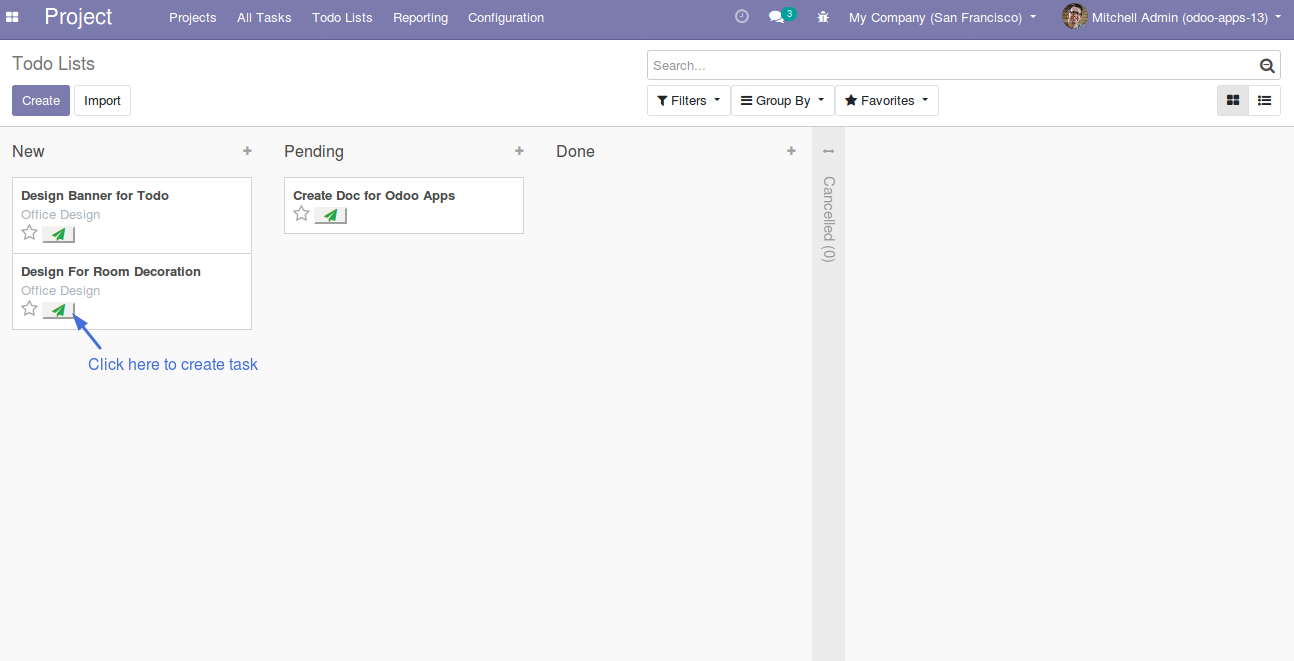 Project Projects All Tasks Todo Lists Reporting Configuration 3 My Company (San Francisco) Mitchell Admin (odoo-apps-13)
Todo Lists
Search...
Create Import Filters Group By Favorites
New + Pending + Done +
Cancelled (0)
Design Banner for Todo
Office Design
Create Doc for Odoo Apps
Design For Room Decoration
Office Design
Click here to create task